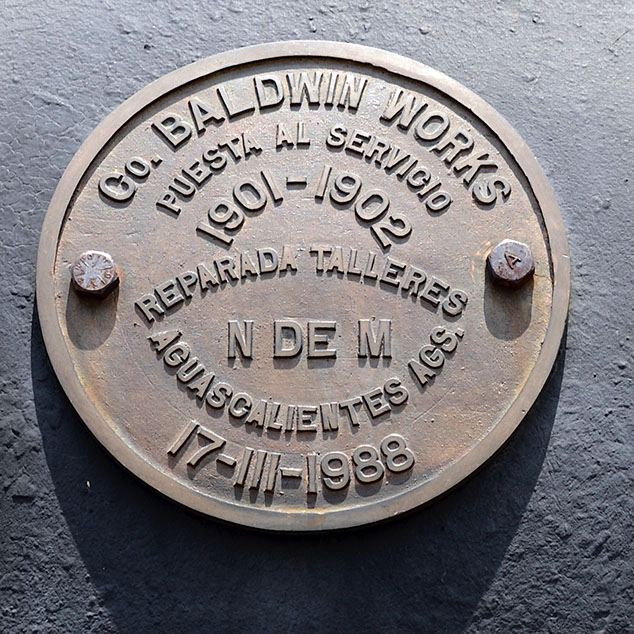 Co. BALDWIN WORKS
PUESTA AL SERVICIO
1901-1902
REPARADA TALLERES
N DE M
AGUASCALIENTES AGS.
17-III-1988
A